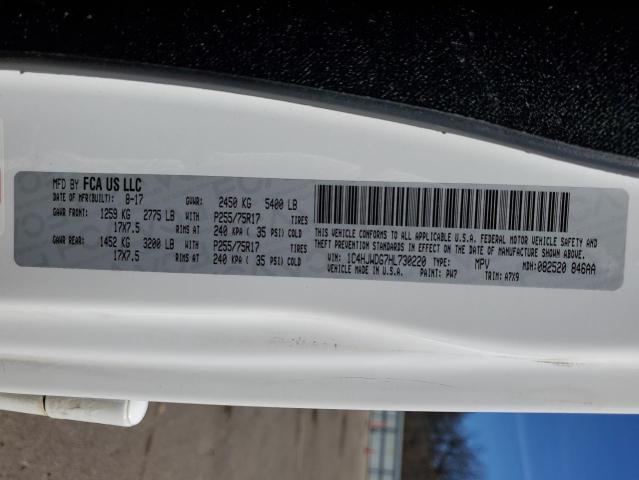 MFD BY FCA US LLC
DATE OF MFR(BUILT): 8-17 GVWR: 2450 KG 5400 LB
GAWR FRONT: 1259 KG 2775 LB WITH P255/75R17 TIRES
17X7.5 RIMS AT 240 KPA ( 35 PSI) COLD
GAWR REAR: 1452 KG 3200 LB WITH P255/75R17 TIRES
17X7.5 RIMS AT 240 KPA ( 35 PSI) COLD
THIS VEHICLE CONFORMS TO ALL APPLICABLE U.S.A. FEDERAL MOTOR VEHICLE SAFETY AND
THEFT PREVENTION STANDARDS IN EFFECT ON THE DATE OF MANUFACTURE SHOWN ABOVE.
VIN: 1C4HJWDG7HL730220 TYPE: MPV MDH: 082520 846AA
VEHICLE MADE IN U.S.A. PAINT: PW7 TRIM: A7X9